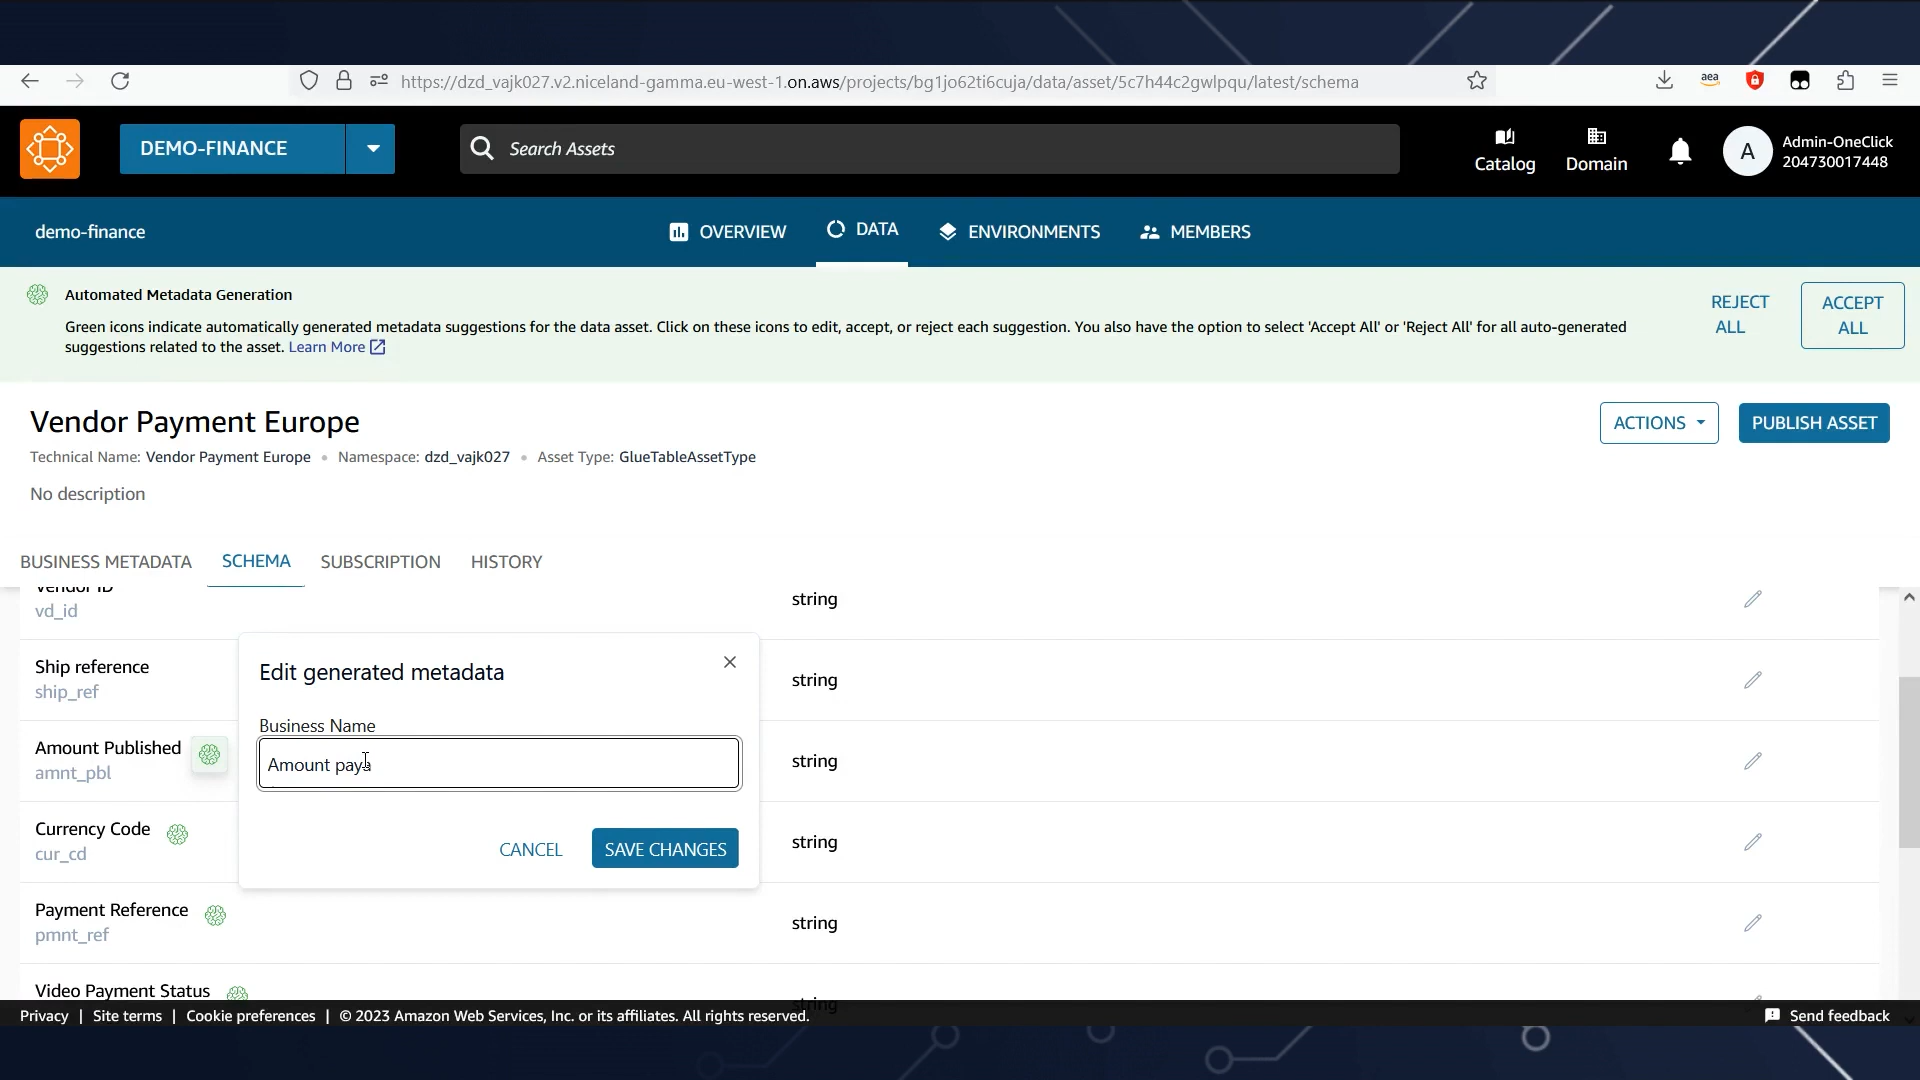 https://dzd_vajk027.v2.niceland-gamma.eu-west-1.on.aws/projects/bg1jo62ti6cuja/data/asset/5c7h44c2gwlpqu/latest/schema
aea
DEMO-FINANCE
Search Assets
Catalog
Domain
A
Admin-OneClick
204730017448
demo-finance
OVERVIEW
DATA
ENVIRONMENTS
MEMBERS
Automated Metadata Generation
Green icons indicate automatically generated metadata suggestions for the data asset. Click on these icons to edit, accept, or reject each suggestion. You also have the option to select 'Accept All' or 'Reject All' for all auto-generated
suggestions related to the asset. Learn More
REJECT
ALL
ACCEPT
ALL
Vendor Payment Europe
ACTIONS
PUBLISH ASSET
Technical Name: Vendor Payment Europe • Namespace: dzd_vajk027 • Asset Type: GlueTableAssetType
No description
BUSINESS METADATA
SCHEMA
SUBSCRIPTION
HISTORY
Vendor ID
vd_id
string
Ship reference
ship_ref
string
Edit generated metadata
Business Name
Amount paya
CANCEL
SAVE CHANGES
Amount Published
amnt_pbl
string
Currency Code
cur_cd
string
Payment Reference
pmnt_ref
string
Video Payment Status
string
Privacy | Site terms | Cookie preferences | © 2023 Amazon Web Services, Inc. or its affiliates. All rights reserved.
Send feedback